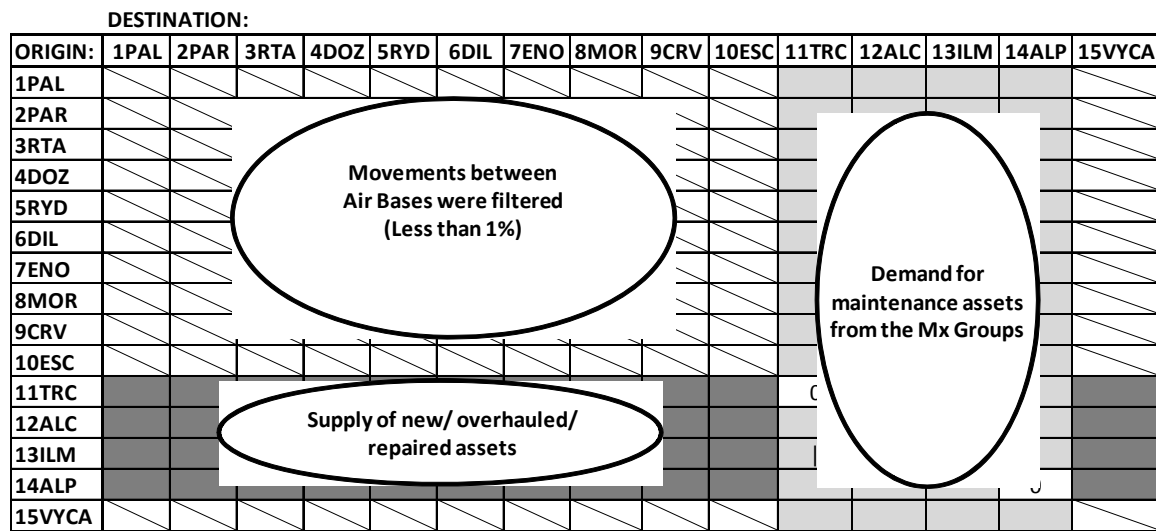 DESTINATION:
ORIGIN: 1PAL 2PAR 3RTA 4DOZ 5RYD 6DIL 7ENO 8MOR 9CRV 10ESC 11TRC 12ALC 13ILM 14ALP 15VYCA
1PAL
2PAR
3RTA
4DOZ
5RYD
6DIL
7ENO
8MOR
9CRV
10ESC
11TRC
12ALC
13ILM
14ALP
15VYCA
Movements between
Air Bases were filtered
(Less than 1%)
Demand for
maintenance assets
from the Mx Groups
Supply of new/ overhauled/
repaired assets